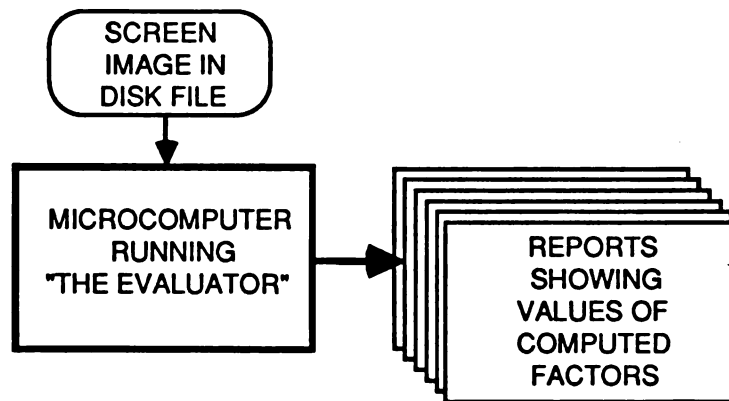 SCREEN
IMAGE IN
DISK FILE
MICROCOMPUTER
RUNNING
"THE EVALUATOR"
REPORTS
SHOWING
VALUES OF
COMPUTED
FACTORS